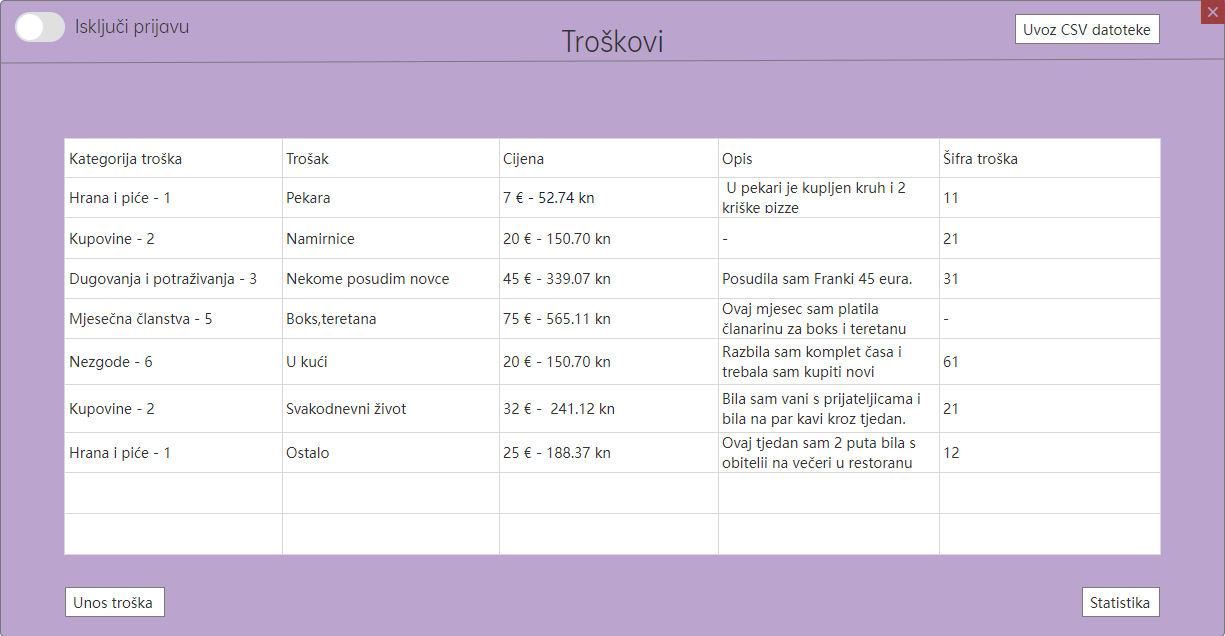 Isključi prijavu
Troškovi
Uvoz CSV datoteke
Kategorija troška Trošak Cijena Opis Šifra troška
Hrana i piće - 1 Pekara 7 € - 52.74 kn U pekari je kupljen kruh i 2 kriške pizze 11
Kupovine - 2 Namirnice 20 € - 150.70 kn - 21
Dugovanja i potraživanja - 3 Nekome posudim novce 45 € - 339.07 kn Posudila sam Franki 45 eura. 31
Mjesečna članstva - 5 Boks,teretana 75 € - 565.11 kn Ovaj mjesec sam platila članarinu za boks i teretanu -
Nezgode - 6 U kući 20 € - 150.70 kn Razbila sam komplet časa i trebala sam kupiti novi 61
Kupovine - 2 Svakodnevni život 32 € - 241.12 kn Bila sam vani s prijateljicama i bila na par kavi kroz tjedan. 21
Hrana i piće - 1 Ostalo 25 € - 188.37 kn Ovaj tjedan sam 2 puta bila s obitelji na večeri u restoranu 12
Unos troška
Statistika